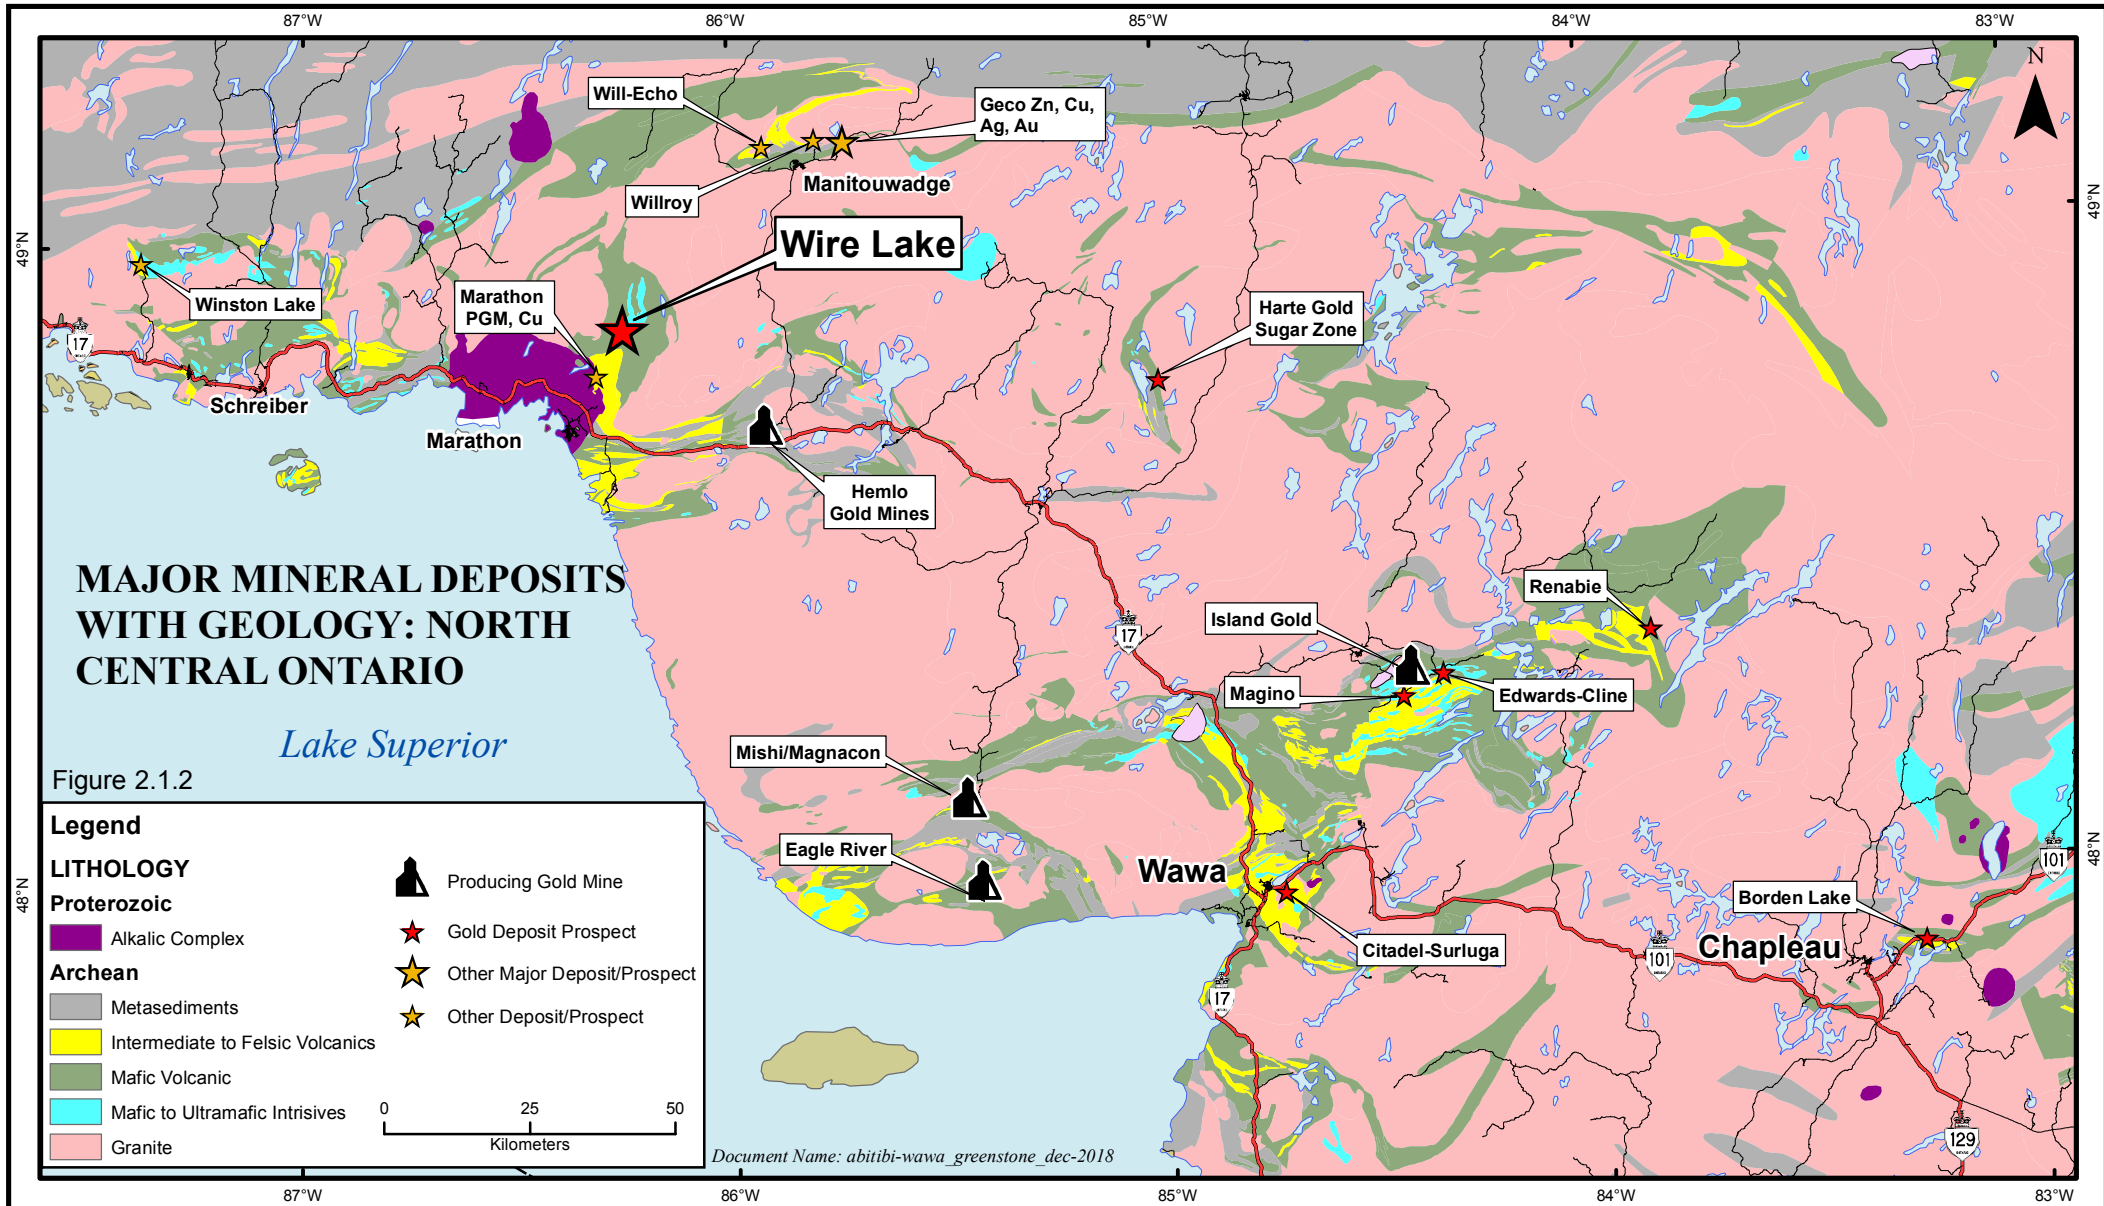 87°W
86°W
85°W
84°W
83°W
N
49°N
49°N
48°N
48°N
Will-Echo
Geco Zn, Cu,
Ag, Au
Willroy
Manitouwadge
Wire Lake
Winston Lake
Marathon
PGM, Cu
Harte Gold
Sugar Zone
17
Schreiber
Marathon
Hemlo
Gold Mines
MAJOR MINERAL DEPOSITS
WITH GEOLOGY: NORTH
CENTRAL ONTARIO
Lake Superior
Renabie
Island Gold
17
Magino
Edwards-Cline
Mishi/Magnacon
Eagle River
Wawa
Citadel-Surluga
101
Borden Lake
Chapleau
101
17
129
Figure 2.1.2
Legend
LITHOLOGY
Proterozoic
Alkalic Complex
Archean
Metasediments
Intermediate to Felsic Volcanics
Mafic Volcanic
Mafic to Ultramafic Intrisives
Granite
Producing Gold Mine
Gold Deposit Prospect
Other Major Deposit/Prospect
Other Deposit/Prospect
0 25 50
Kilometers
Document Name: abitibi-wawa_greenstone_dec-2018
87°W
86°W
85°W
84°W
83°W